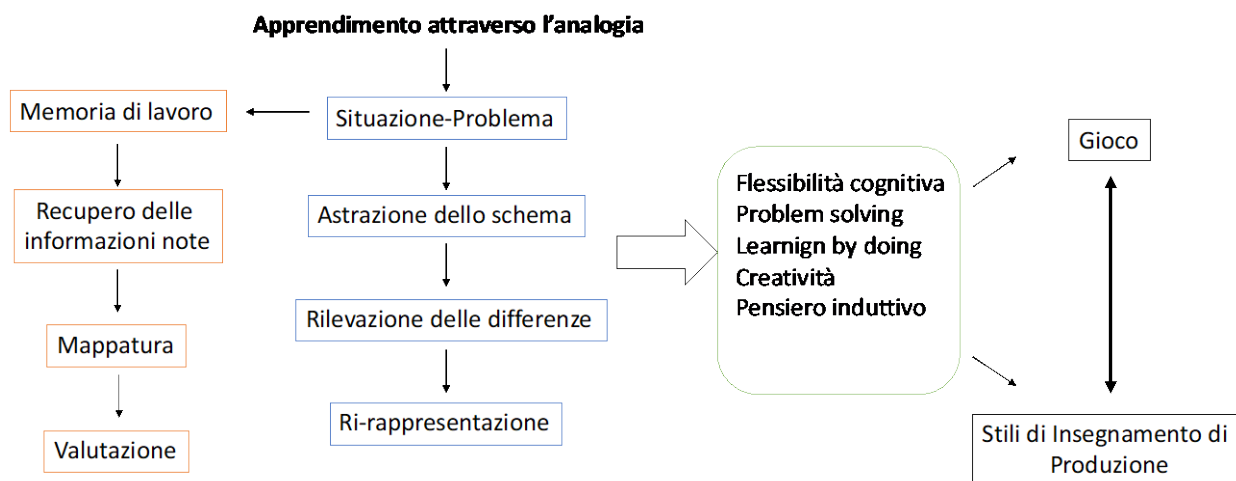 Apprendimento attraverso l'analogia
Memoria di lavoro
Situazione-Problema
Gioco
Recupero delle
informazioni note
Astrazione dello schema
Flessibilità cognitiva
Problem solving
Learnign by doing
Creatività
Pensiero induttivo
Mappatura
Rilevazione delle differenze
Valutazione
Ri-rappresentazione
Stili di Insegnamento di
Produzione